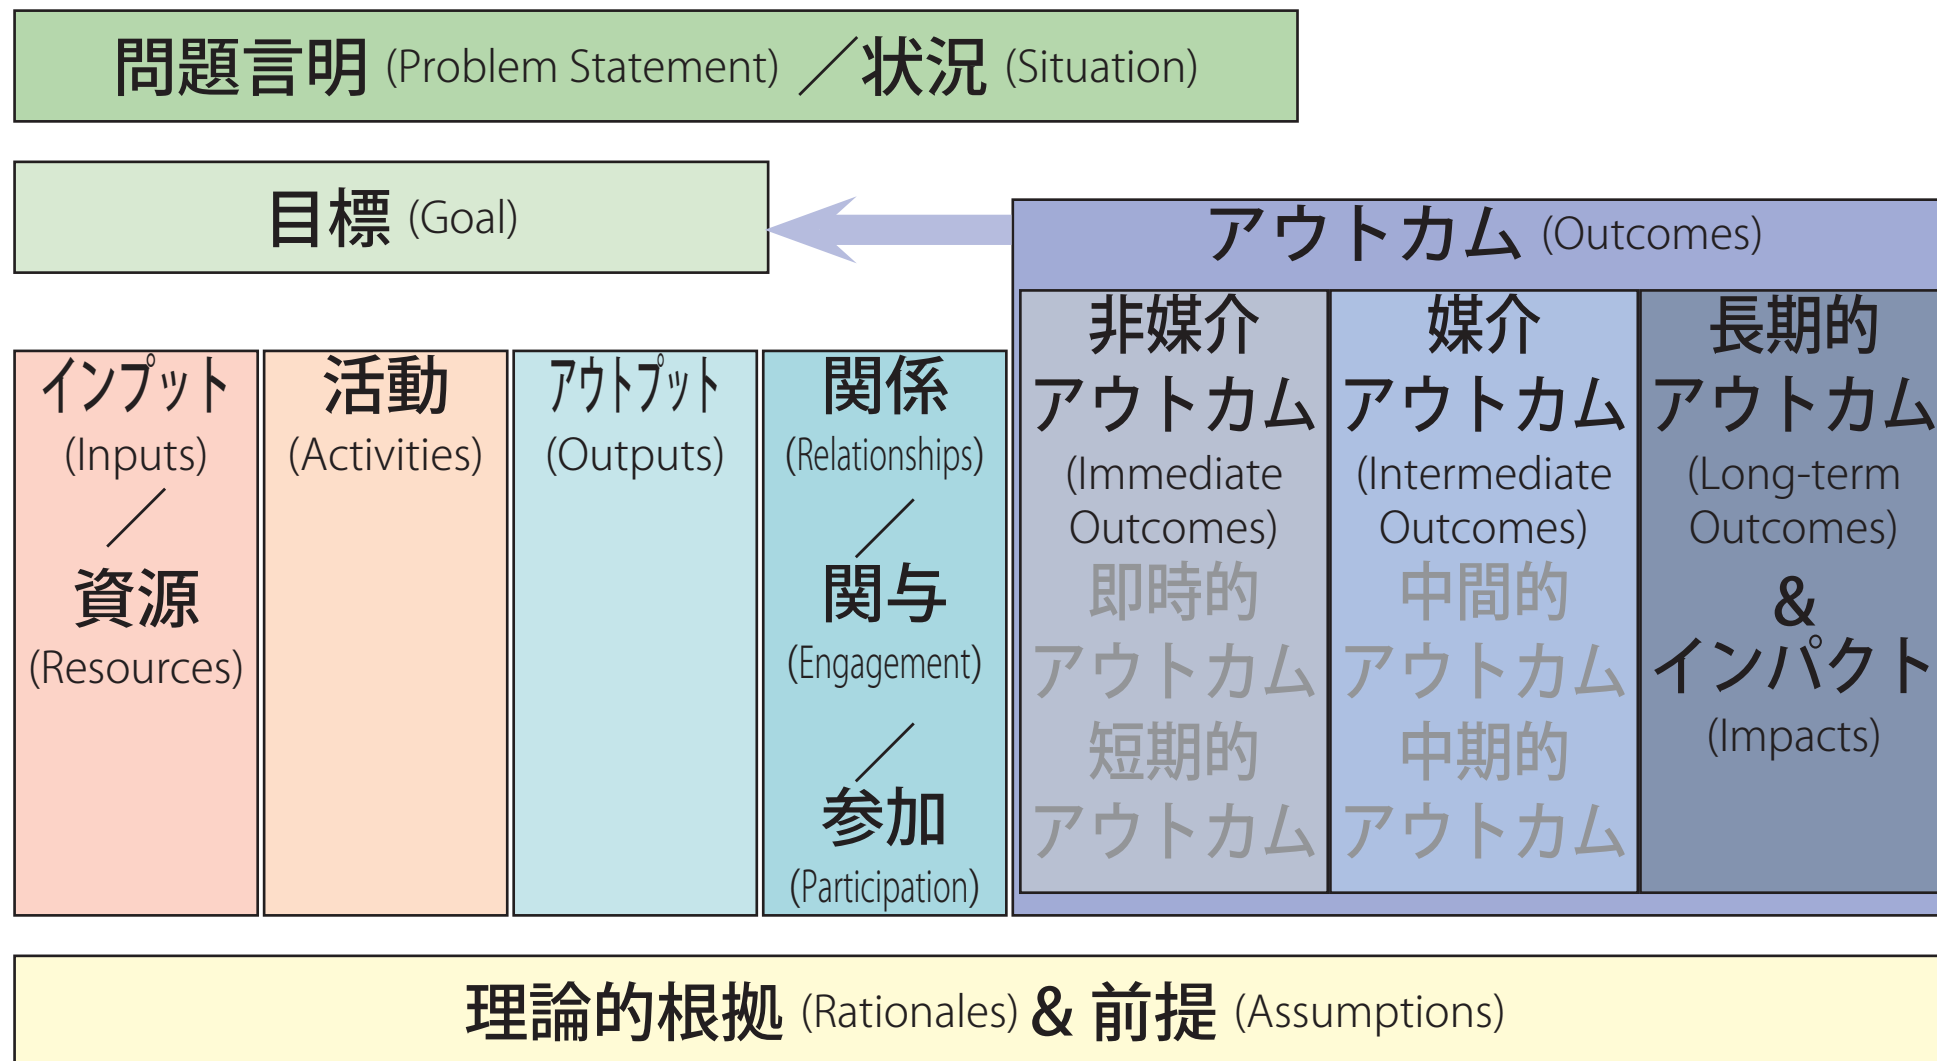 問題言明 (Problem Statement) ／状況 (Situation)
目標 (Goal)
アウトカム (Outcomes)
インプット
(Inputs)
／
資源
(Resources)
活動
(Activities)
アウトプット
(Outputs)
関係
(Relationships)
／
関与
(Engagement)
／
参加
(Participation)
非媒介
アウトカム
(Immediate
Outcomes)
即時的
アウトカム
短期的
アウトカム
媒介
アウトカム
(Intermediate
Outcomes)
中間的
アウトカム
中期的
アウトカム
長期的
アウトカム
(Long-term
Outcomes)
&
インパクト
(Impacts)
理論的根拠 (Rationales) & 前提 (Assumptions)